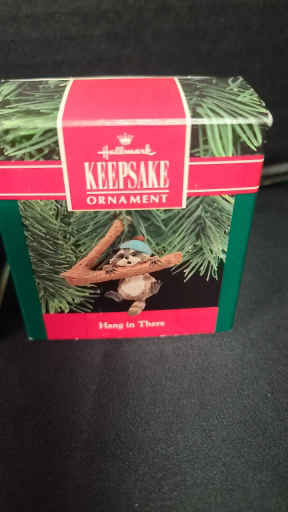 Hallmark
KEEPSAKE
ORNAMENT
Hang in There